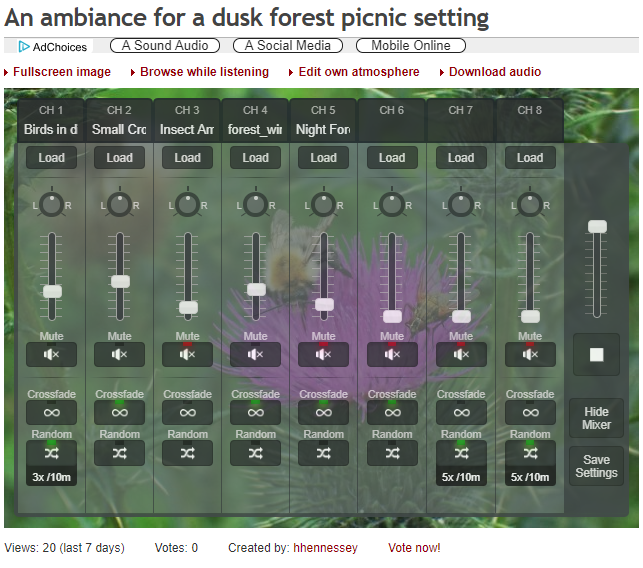 An ambiance for a dusk forest picnic setting
AdChoices A Sound Audio A Social Media Mobile Online
Fullscreen image Browse while listening Edit own atmosphere Download audio
CH 1 CH 2 CH 3 CH 4 CH 5 CH 6 CH 7 CH 8
Birds in d Small Cro Insect Am forest_win Night Fore
Load Load Load Load Load Load Load Load
L R L R L R L R L R L R L R L R
Mute Mute Mute Mute Mute Mute Mute Mute
Crossfade Crossfade Crossfade Crossfade Crossfade Crossfade Crossfade Crossfade
Hide
Mixer
Random Random Random Random Random Random Random Random
3x /10m 5x /10m 5x /10m
Save
Settings
Views: 20 (last 7 days) Votes: 0 Created by: hhennessey Vote now!